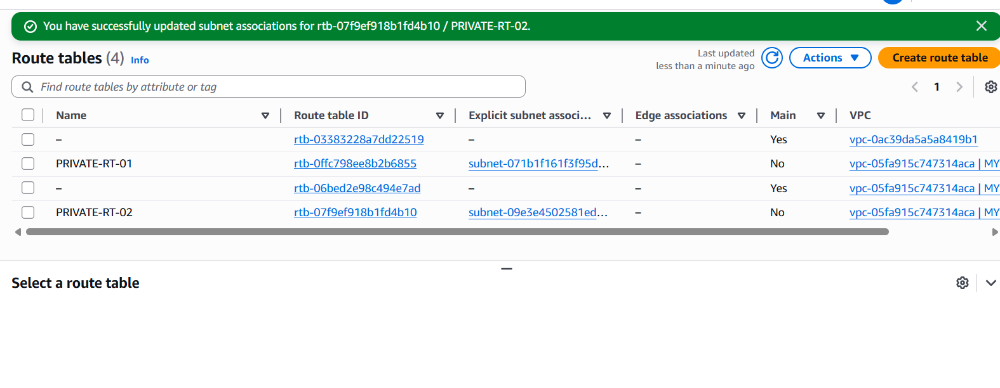 You have successfully updated subnet associations for rtb-07f9ef918b1fd4b10 / PRIVATE-RT-02.
Route tables (4) Info
Last updated
less than a minute ago
Actions
Create route table
Find route tables by attribute or tag
1
Name Route table ID Explicit subnet associ... Edge associations Main VPC
– rtb-03383228a7dd22519 – – Yes vpc-0ac39da5a5a8419b1
PRIVATE-RT-01 rtb-0ffc798ee8b2b6855 subnet-071b1f161f3f95d... – No vpc-05fa915c747314aca | MY
– rtb-06bed2e98c494e7ad – – Yes vpc-05fa915c747314aca | MY
PRIVATE-RT-02 rtb-07f9ef918b1fd4b10 subnet-09e3e4502581ed... – No vpc-05fa915c747314aca | MY
Select a route table